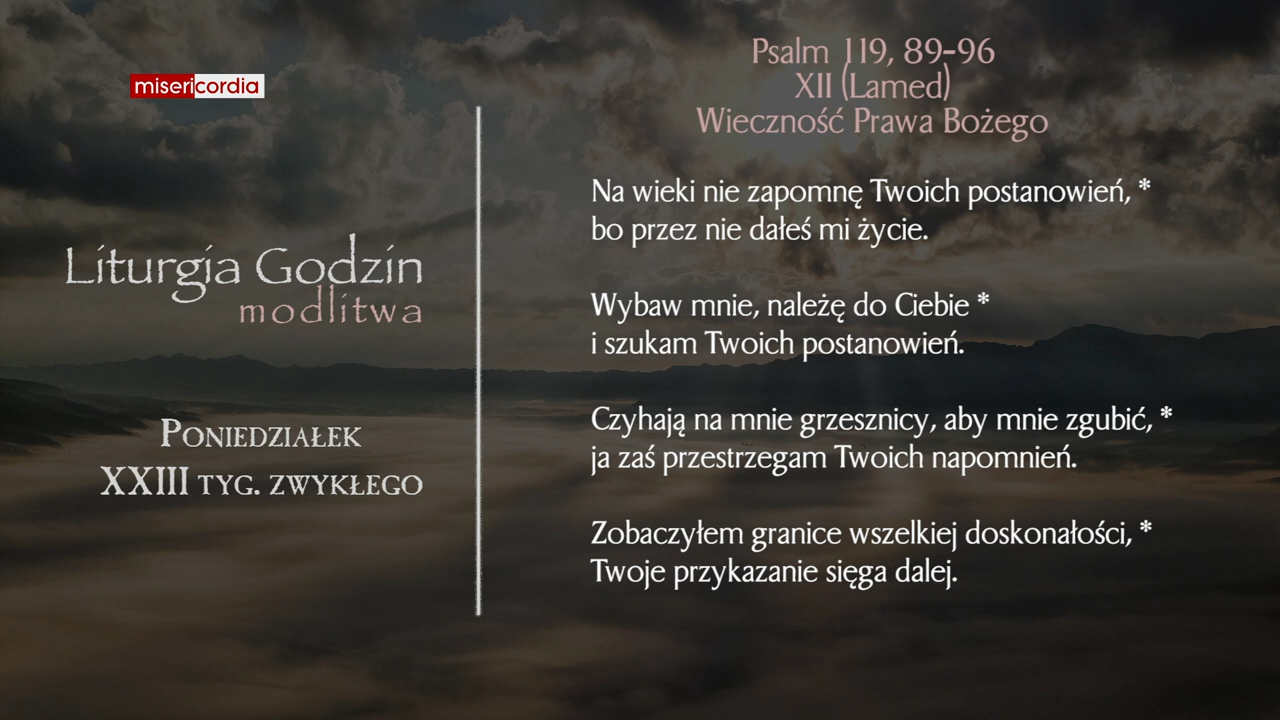 misericordia
Liturgia Godzin
modlitwa
Poniedziałek
XXIII tyg. zwykłego
Psalm 119, 89-96
XII (Lamed)
Wieczność Prawa Bożego
Na wieki nie zapomnę Twoich postanowień, *
bo przez nie dałeś mi życie.
Wybaw mnie, należę do Ciebie *
i szukam Twoich postanowień.
Czyhają na mnie grzesznicy, aby mnie zgubić, *
ja zaś przestrzegam Twoich napomnień.
Zobaczyłem granice wszelkiej doskonałości, *
Twoje przykazanie sięga dalej.